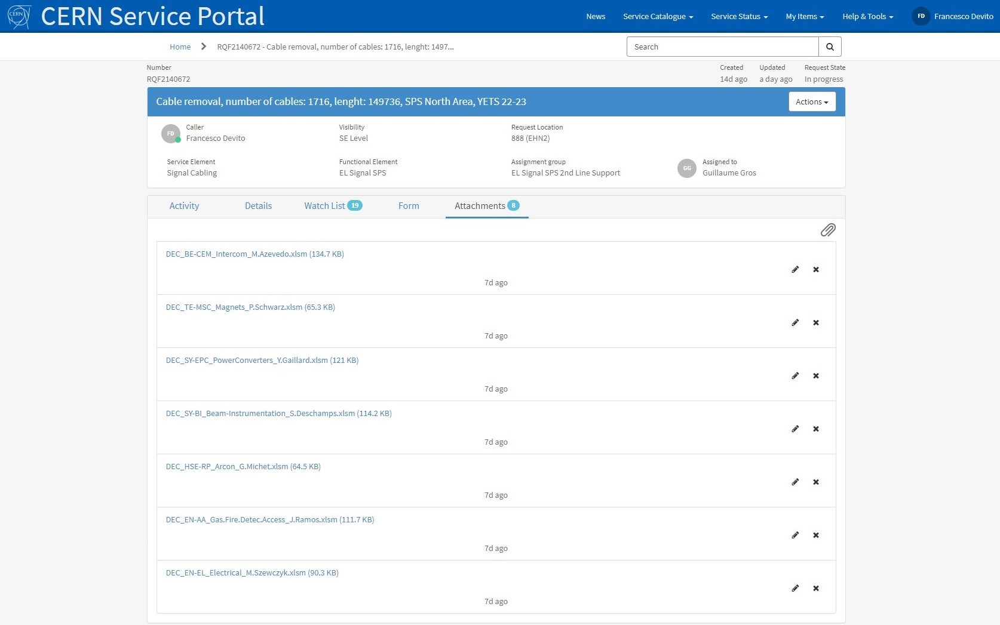 CERN
CERN Service Portal
News Service Catalogue Service Status My Items Help & Tools FD Francesco Devito
Home RQF2140672 - Cable removal, number of cables: 1716, lenght: 1497... Search
Number Created Updated Request State
RQF2140672 14d ago a day ago In progress
Cable removal, number of cables: 1716, lenght: 149736, SPS North Area, YETS 22-23 Actions
FD Caller Visibility Request Location
Francesco Devito SE Level 888 (EHN2)
Service Element Functional Element Assignment group GG Assigned to
Signal Cabling EL Signal SPS EL Signal SPS 2nd Line Support Guillaume Gros
Activity Details Watch List 19 Form Attachments 8
DEC_BE-CEM_Intercom_M.Azevedo.xlsm (134.7 KB)
7d ago
DEC_TE-MSC_Magnets_P.Schwarz.xlsm (65.3 KB)
7d ago
DEC_SY-EPC_PowerConverters_Y.Gaillard.xlsm (121 KB)
7d ago
DEC_SY-BI_Beam-Instrumentation_S.Deschamps.xlsm (114.2 KB)
7d ago
DEC_HSE-RP_Arcon_G.Michet.xlsm (64.5 KB)
7d ago
DEC_EN-AA_Gas.Fire.Detec.Access_J.Ramos.xlsm (111.7 KB)
7d ago
DEC_EN-EL_Electrical_M.Szewczyk.xlsm (90.3 KB)
7d ago